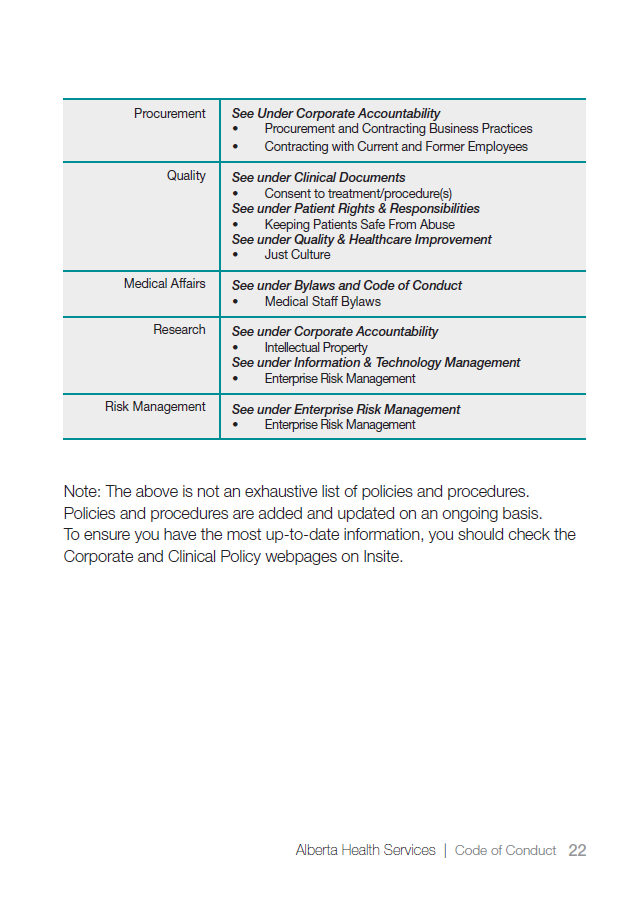 Procurement
See Under Corporate Accountability
• Procurement and Contracting Business Practices
• Contracting with Current and Former Employees
Quality
See under Clinical Documents
• Consent to treatment/procedure(s)
See under Patient Rights & Responsibilities
• Keeping Patients Safe From Abuse
See under Quality & Healthcare Improvement
• Just Culture
Medical Affairs
See under Bylaws and Code of Conduct
• Medical Staff Bylaws
Research
See under Corporate Accountability
• Intellectual Property
See under Information & Technology Management
• Enterprise Risk Management
Risk Management
See under Enterprise Risk Management
• Enterprise Risk Management
Note: The above is not an exhaustive list of policies and procedures.
Policies and procedures are added and updated on an ongoing basis.
To ensure you have the most up-to-date information, you should check the
Corporate and Clinical Policy webpages on Insite.
Alberta Health Services | Code of Conduct 22